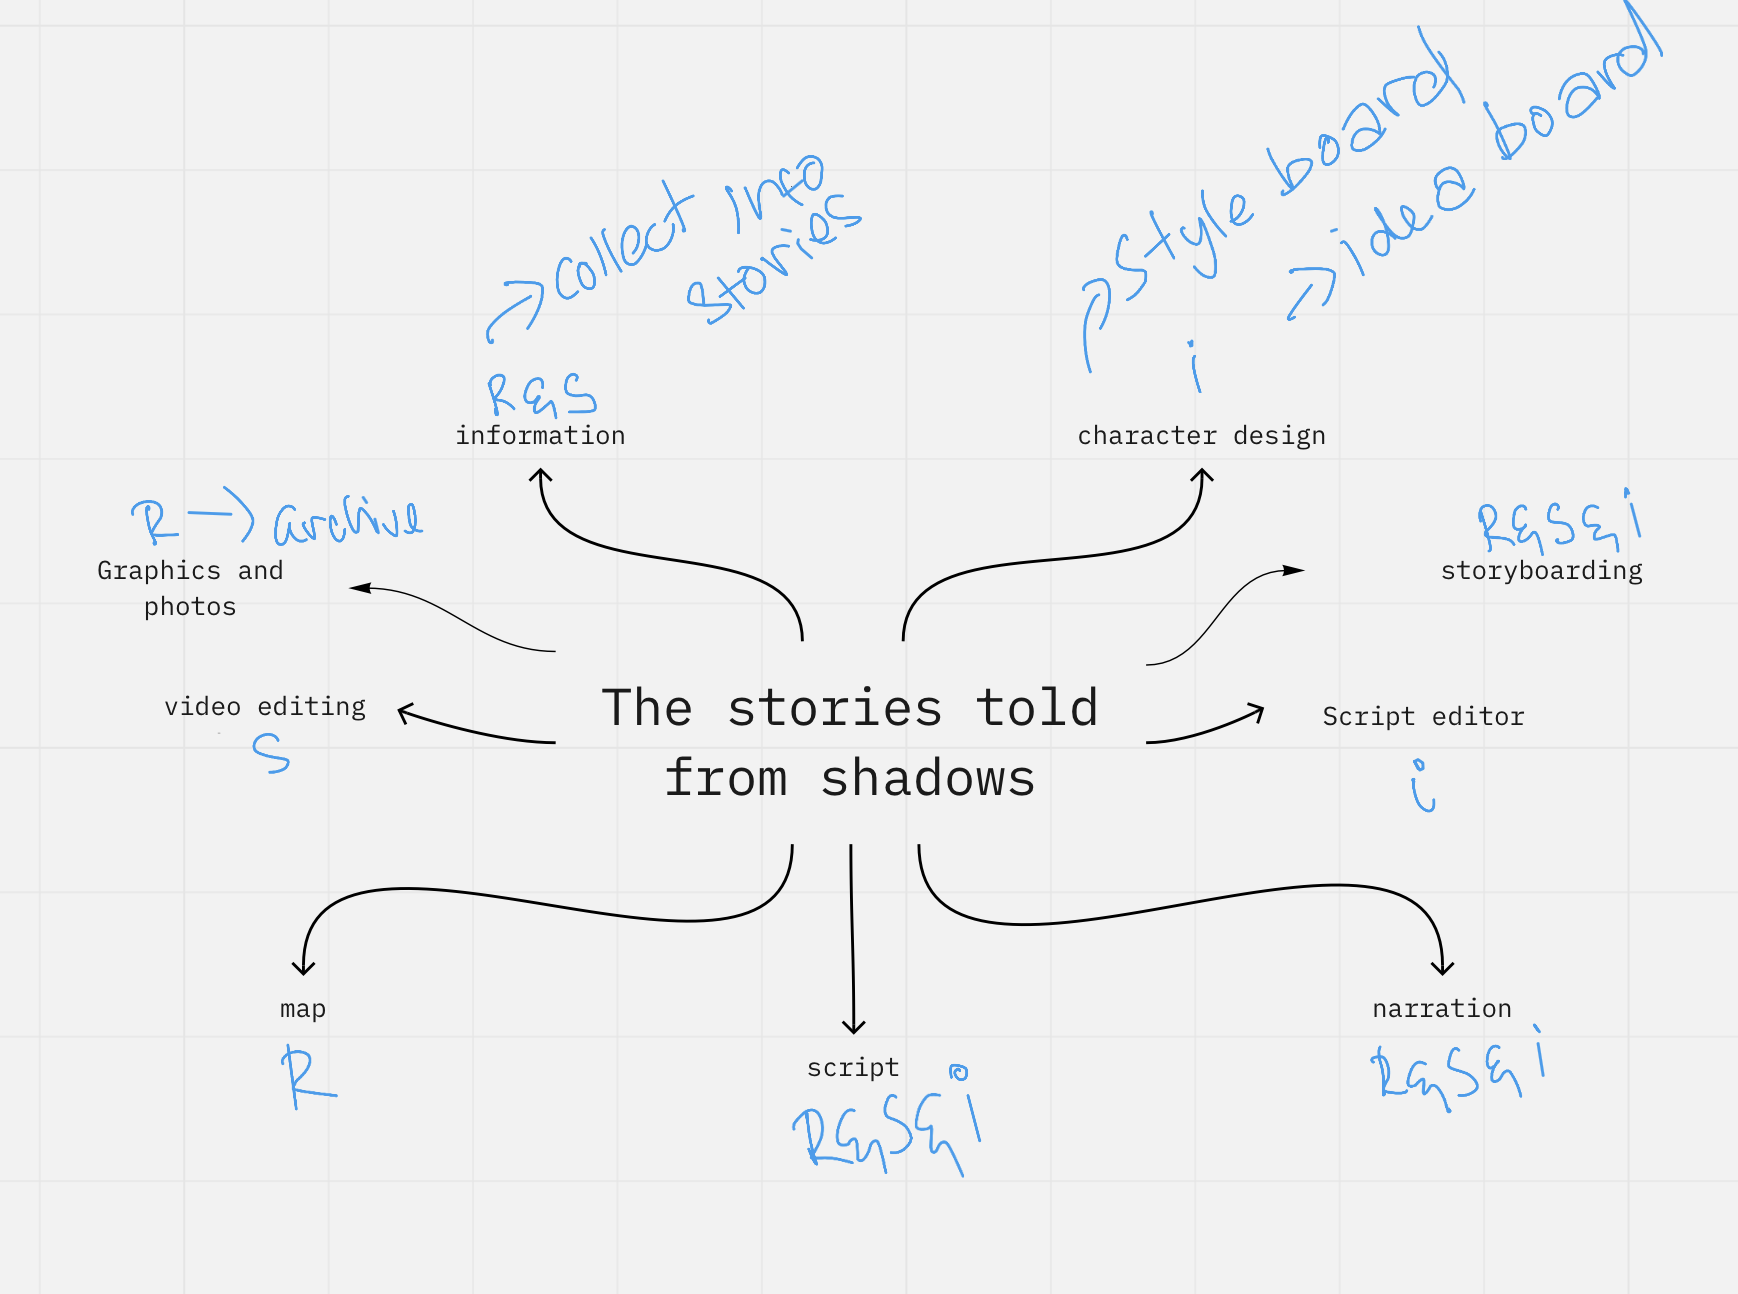 style board
→ idea board
→ collect info
stories
i
R & S
information
character design
R → archive
R & S & i
Graphics and
photos
storyboarding
video editing
S
The stories told
from shadows
Script editor
i
map
R
script
R & S & i
narration
R & S & i